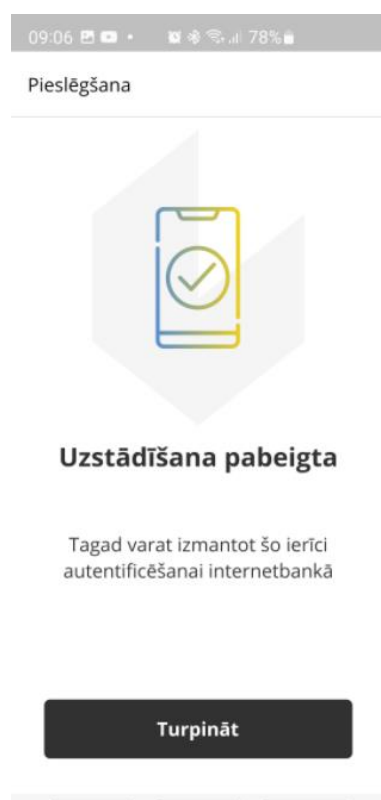 09:06
78%
Pieslēgšana
Uzstādīšana pabeigta
Tagad varat izmantot šo ierīci
autentificēšanai internetbankā
Turpināt